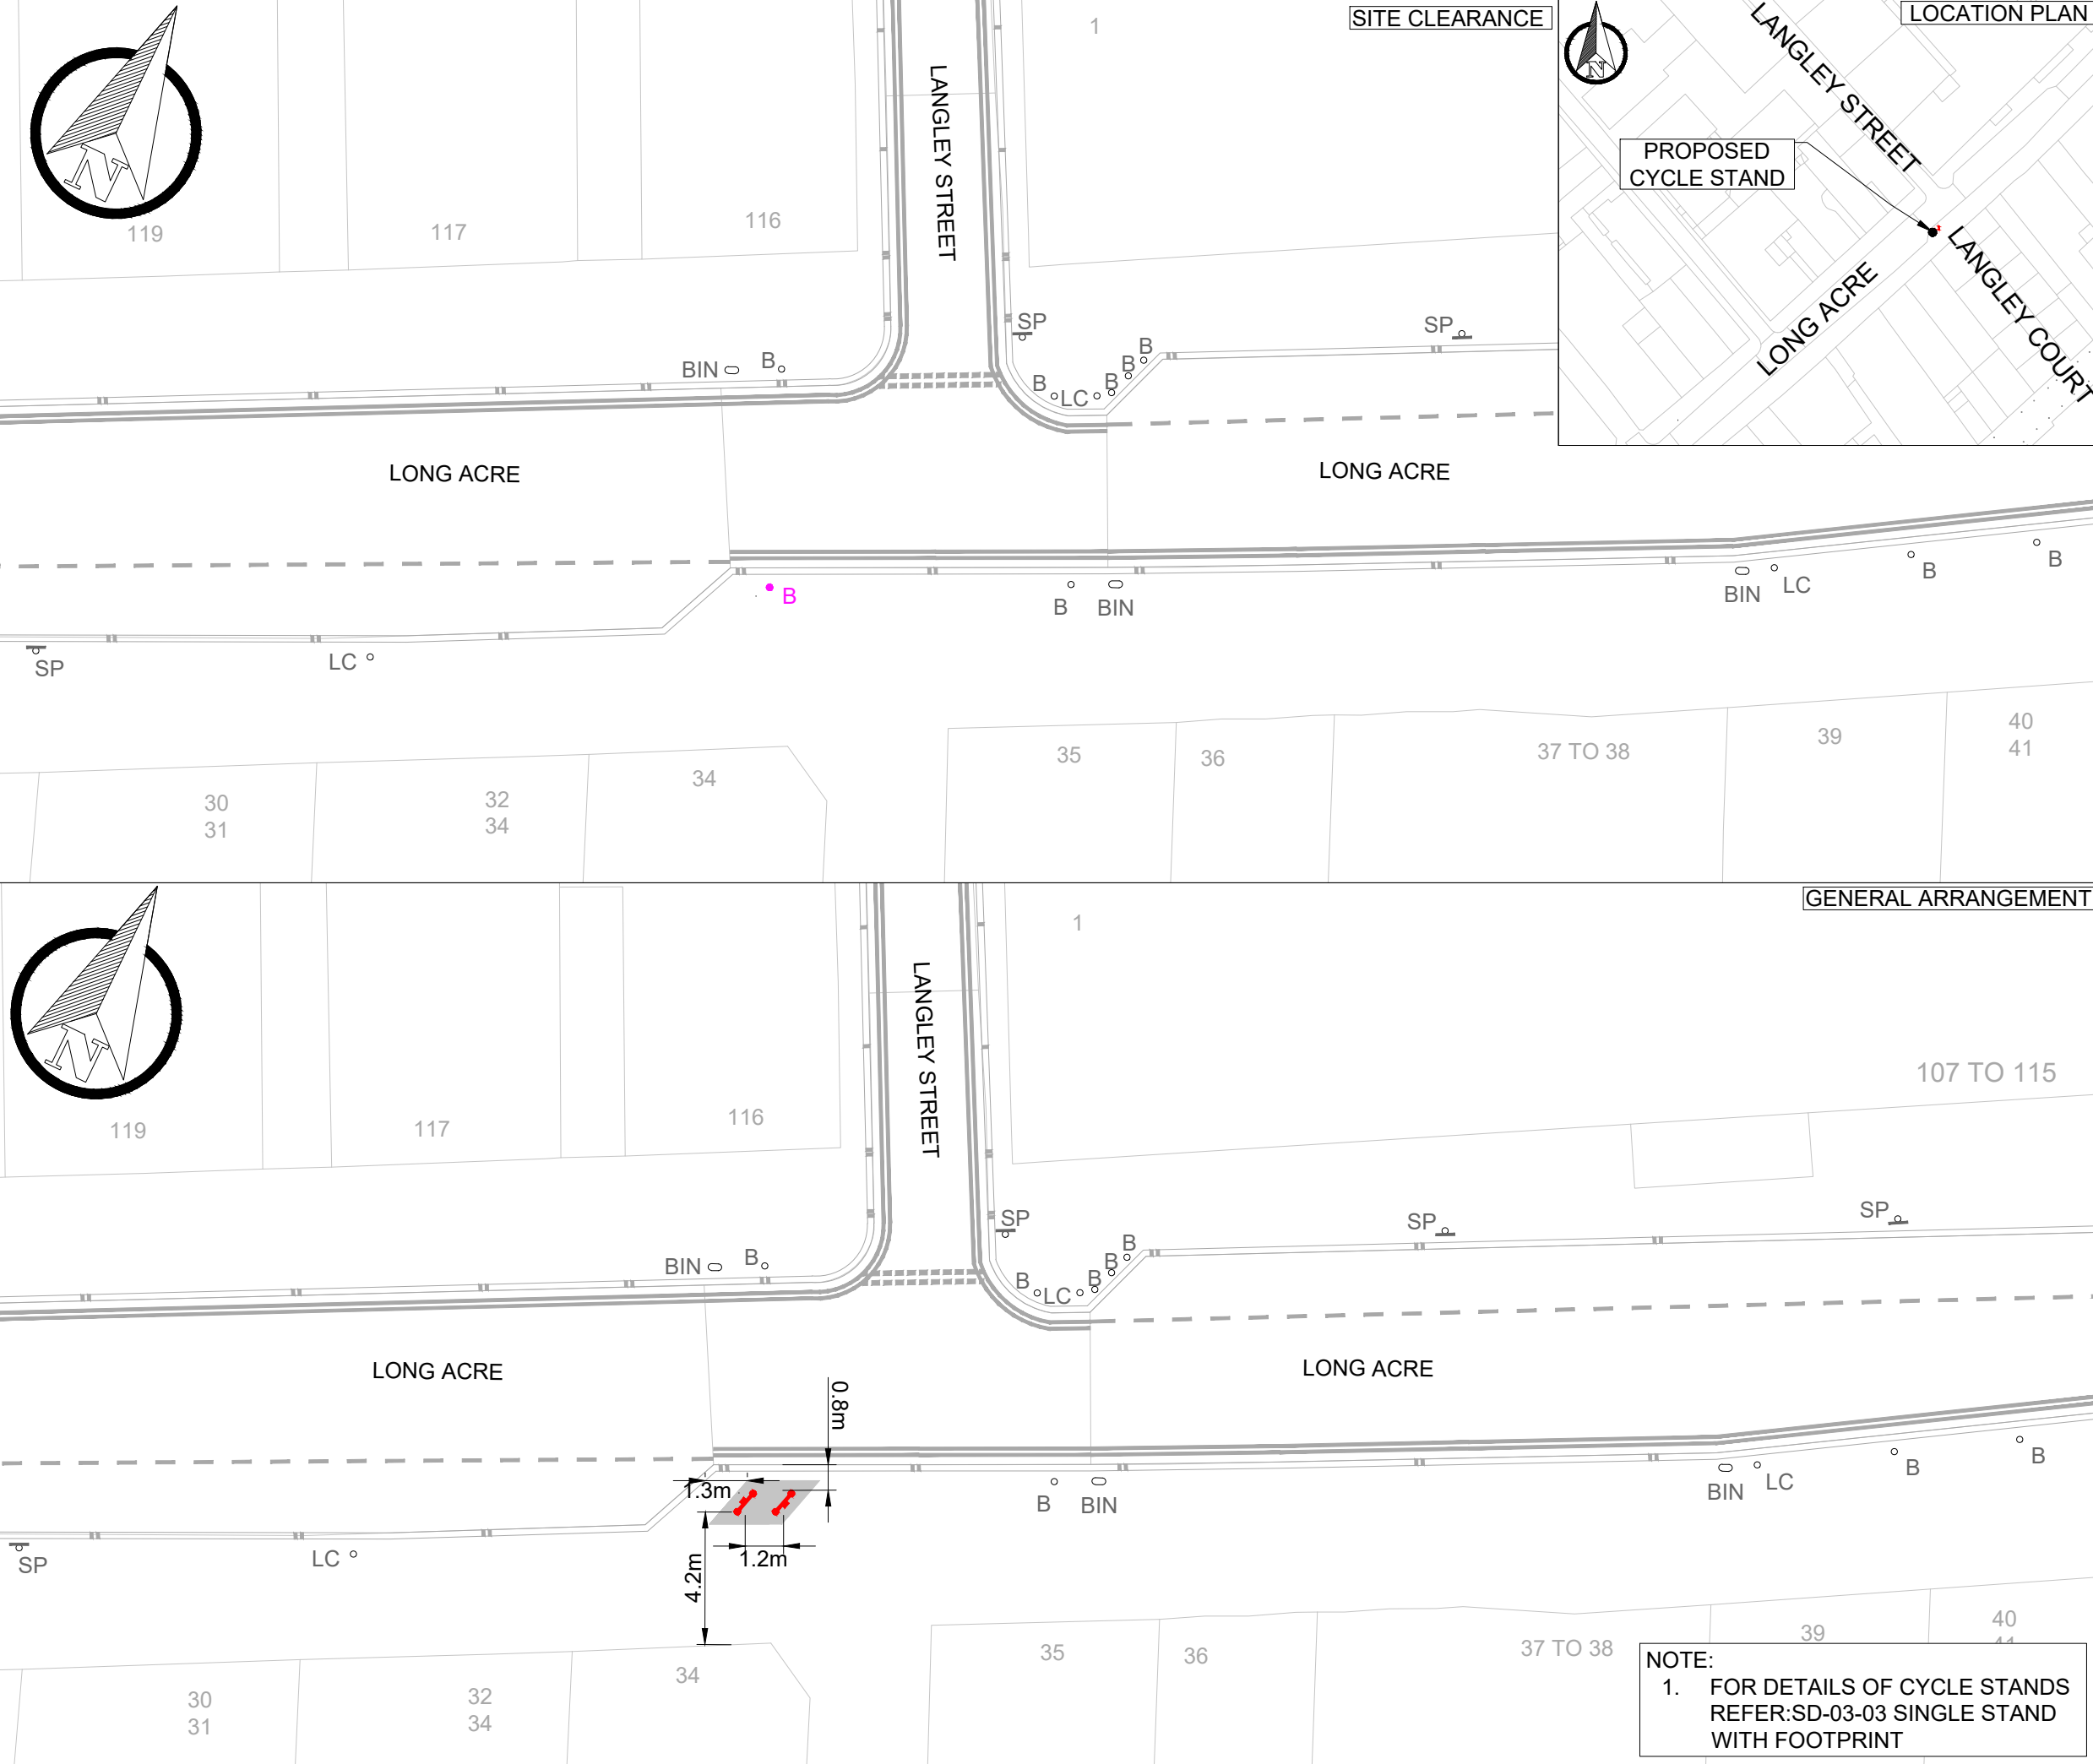 SITE CLEARANCE
LOCATION PLAN
N
119
117
116
1
LANGLEY STREET
N
LANGLEY STREET
PROPOSED
CYCLE STAND
LONG ACRE
LANGLEY COURT
BIN
B
SP
B
LC
B
B
B
SP
LONG ACRE
LONG ACRE
B
B
BIN
BIN
LC
B
B
SP
LC
30
31
32
34
34
35
36
37 TO 38
39
40
41
GENERAL ARRANGEMENT
N
119
117
116
1
LANGLEY STREET
107 TO 115
BIN
B
SP
B
LC
B
B
B
SP
SP
LONG ACRE
LONG ACRE
0.8m
1.3m
1.2m
4.2m
B
BIN
BIN
LC
B
B
SP
LC
30
31
32
34
34
35
36
37 TO 38
39
40
41
NOTE:
1. FOR DETAILS OF CYCLE STANDS
REFER:SD-03-03 SINGLE STAND
WITH FOOTPRINT